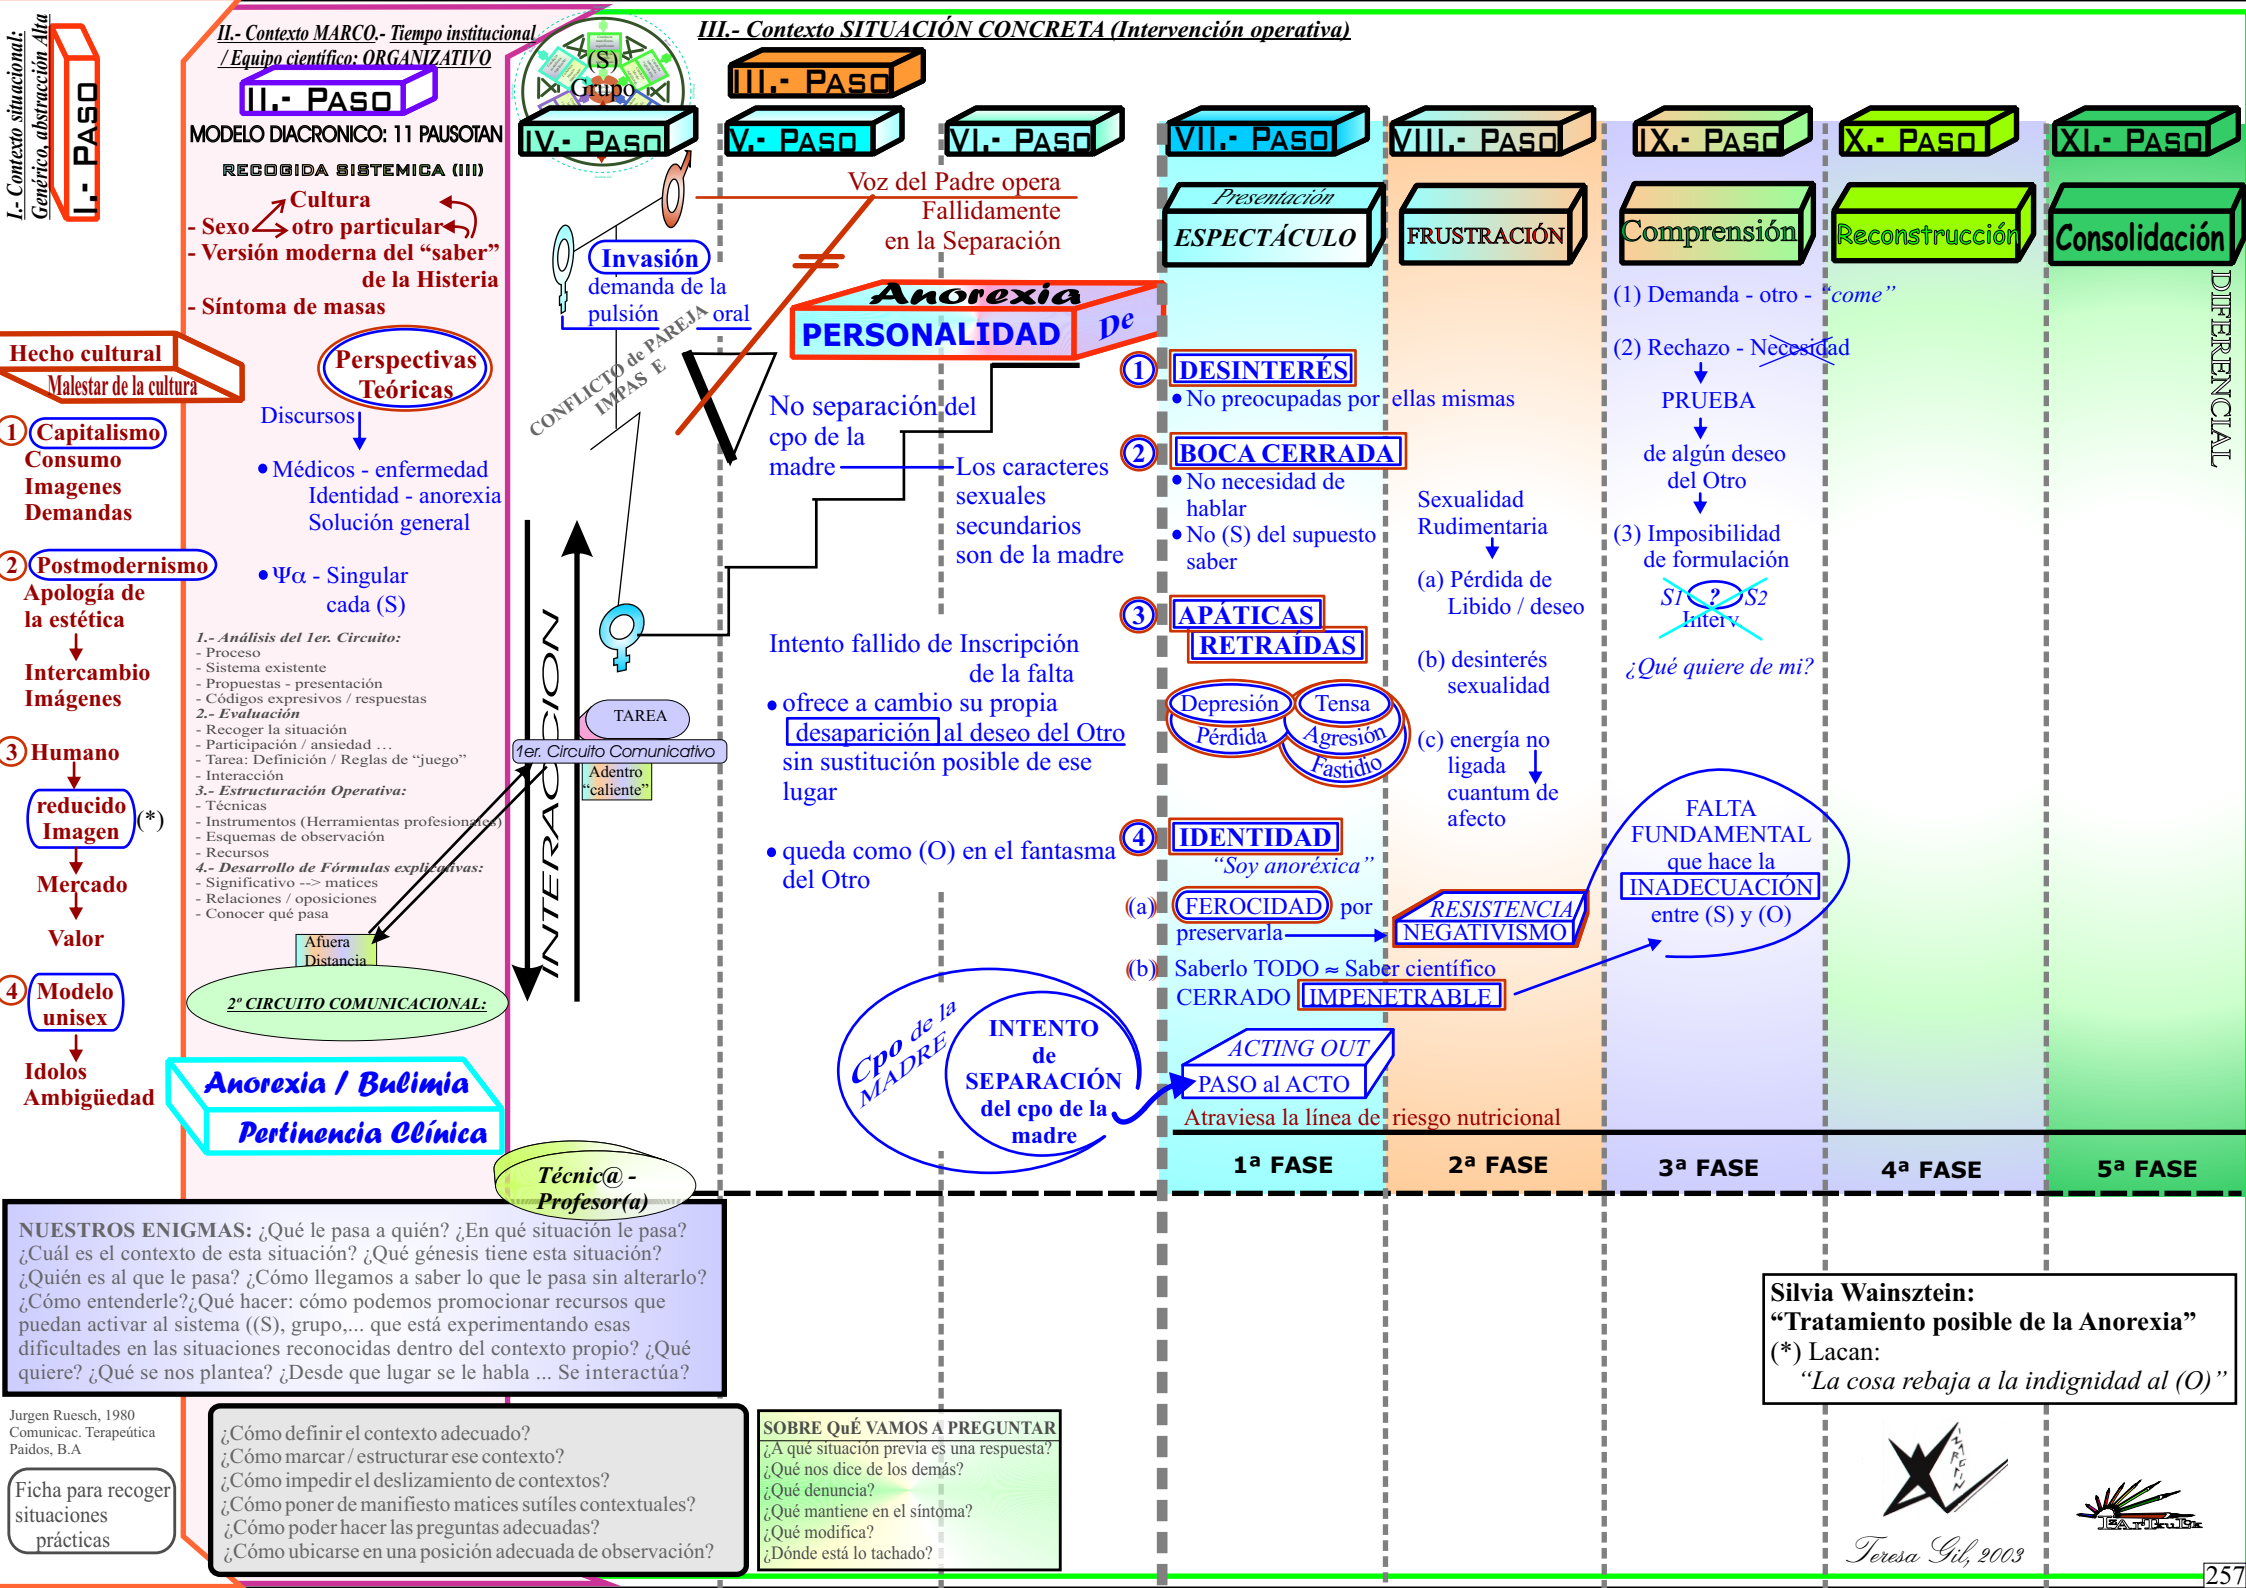 I.- Contexto situacional:
Genérico, abstracción Alta
I.- PASO
II.- Contexto MARCO.- Tiempo institucional
/ Equipo científico: ORGANIZATIVO
II.- PASO
MODELO DIACRONICO: 11 PAUSOTAN
RECOGIDA SISTEMICA (III)
- Sexo
Cultura
otro particular
- Versión moderna del “saber”
de la Histeria
- Síntoma de masas
Hecho cultural
Malestar de la cultura
1 Capitalismo
Consumo
Imagenes
Demandas
2 Postmodernismo
Apología de
la estética
Intercambio
Imágenes
3 Humano
reducido
Imagen (*)
Mercado
Valor
4 Modelo
unisex
Idolos
Ambigüedad
Perspectivas
Teóricas
Discursos
• Médicos - enfermedad
Identidad - anorexia
Solución general
• Ψα - Singular
cada (S)
1.- Análisis del 1er. Circuito:
- Proceso
- Sistema existente
- Propuestas - presentación
- Códigos expresivos / respuestas
2.- Evaluación
- Recoger la situación
- Participación / ansiedad ...
- Tarea: Definición / Reglas de “juego”
- Interacción
3.- Estructuración Operativa:
- Técnicas
- Instrumentos (Herramientas profesionales)
- Esquemas de observación
- Recursos
4.- Desarrollo de Fórmulas explicativas:
- Significativo --> matices
- Relaciones / oposiciones
- Conocer qué pasa
Afuera
Distancia
2º CIRCUITO COMUNICACIONAL:
Anorexia / Bulimia
Pertinencia Clínica
III.- Contexto SITUACIÓN CONCRETA (Intervención operativa)
(S)
Grupo
III.- PASO
IV.- PASO
V.- PASO
VI.- PASO
VII.- PASO
VIII.- PASO
IX.- PASO
X.- PASO
XI.- PASO
Voz del Padre opera
Fallidamente
en la Separación
Invasión
demanda de la
pulsión oral
CONFLICTO de PAREJA
IMPAS E
Anorexia
PERSONALIDAD De
No separación del
cpo de la
madre
Los caracteres
sexuales
secundarios
son de la madre
INTERACCION
TAREA
1er. Circuito Comunicativo
Adentro
“caliente”
Intento fallido de Inscripción
de la falta
• ofrece a cambio su propia
desaparición al deseo del Otro
sin sustitución posible de ese
lugar
• queda como (O) en el fantasma
del Otro
Cpo de la
MADRE
INTENTO
de
SEPARACIÓN
del cpo de la
madre
Técnic@ -
Profesor(a)
Presentación
ESPECTÁCULO
1 DESINTERÉS
• No preocupadas por ellas mismas
2 BOCA CERRADA
• No necesidad de
hablar
• No (S) del supuesto
saber
3 APÁTICAS
RETRAÍDAS
Depresión
Pérdida
Tensa
Agresión
Fastidio
4 IDENTIDAD
“Soy anoréxica”
(a) FEROCIDAD por
preservarla
(b) Saberlo TODO ≈ Saber científico
CERRADO IMPENETRABLE
ACTING OUT
PASO al ACTO
Atraviesa la línea de riesgo nutricional
1ª FASE
FRUSTRACIÓN
Sexualidad
Rudimentaria
(a) Pérdida de
Libido / deseo
(b) desinterés
sexualidad
(c) energía no
ligada
cuantum de
afecto
RESISTENCIA
NEGATIVISMO
2ª FASE
Comprensión
(1) Demanda - otro - “come”
(2) Rechazo - Necesidad
PRUEBA
de algún deseo
del Otro
(3) Imposibilidad
de formulación
S1 ? S2
Interv
¿Qué quiere de mi?
FALTA
FUNDAMENTAL
que hace la
INADECUACIÓN
entre (S) y (O)
3ª FASE
Reconstrucción
4ª FASE
Consolidación
DIFERENCIAL
5ª FASE
NUESTROS ENIGMAS: ¿Qué le pasa a quién? ¿En qué situación le pasa?
¿Cuál es el contexto de esta situación? ¿Qué génesis tiene esta situación?
¿Quién es al que le pasa? ¿Cómo llegamos a saber lo que le pasa sin alterarlo?
¿Cómo entenderle?¿Qué hacer: cómo podemos promocionar recursos que
puedan activar al sistema ((S), grupo,... que está experimentando esas
dificultades en las situaciones reconocidas dentro del contexto propio? ¿Qué
quiere? ¿Qué se nos plantea? ¿Desde que lugar se le habla ... Se interactúa?
Jurgen Ruesch, 1980
Comunicac. Terapeútica
Paidos, B.A
Ficha para recoger
situaciones
prácticas
¿Cómo definir el contexto adecuado?
¿Cómo marcar / estructurar ese contexto?
¿Cómo impedir el deslizamiento de contextos?
¿Cómo poner de manifiesto matices sutíles contextuales?
¿Cómo poder hacer las preguntas adecuadas?
¿Cómo ubicarse en una posición adecuada de observación?
SOBRE QuÉ VAMOS A PREGUNTAR
¿A qué situación previa es una respuesta?
¿Qué nos dice de los demás?
¿Qué denuncia?
¿Qué mantiene en el síntoma?
¿Qué modifica?
¿Dónde está lo tachado?
Silvia Wainsztein:
“Tratamiento posible de la Anorexia”
(*) Lacan:
“La cosa rebaja a la indignidad al (O)”
IZARGAIN
Teresa Gil, 2003
257